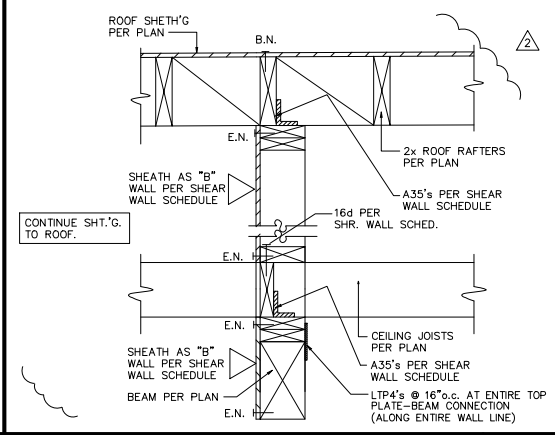 ROOF SHETH'G
PER PLAN
B.N.
2
E.N.
2x ROOF RAFTERS
PER PLAN
SHEATH AS "B"
WALL PER SHEAR
WALL SCHEDULE
A35's PER SHEAR
WALL SCHEDULE
16d PER
SHR. WALL SCHED.
CONTINUE SHT.'G.
TO ROOF.
E.N.
E.N.
CEILING JOISTS
PER PLAN
SHEATH AS "B"
WALL PER SHEAR
WALL SCHEDULE
A35's PER SHEAR
WALL SCHEDULE
BEAM PER PLAN
LTP4's @ 16"o.c. AT ENTIRE TOP
PLATE-BEAM CONNECTION
(ALONG ENTIRE WALL LINE)
E.N.